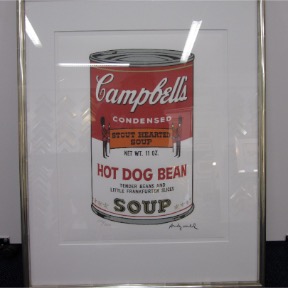 Campbell's
CONDENSED
STOUT HEARTED
SOUP
NET WT. 11 OZ.
HOT DOG BEAN
TENDER BEANS AND
LITTLE FRANKFURTER SLICES
SOUP